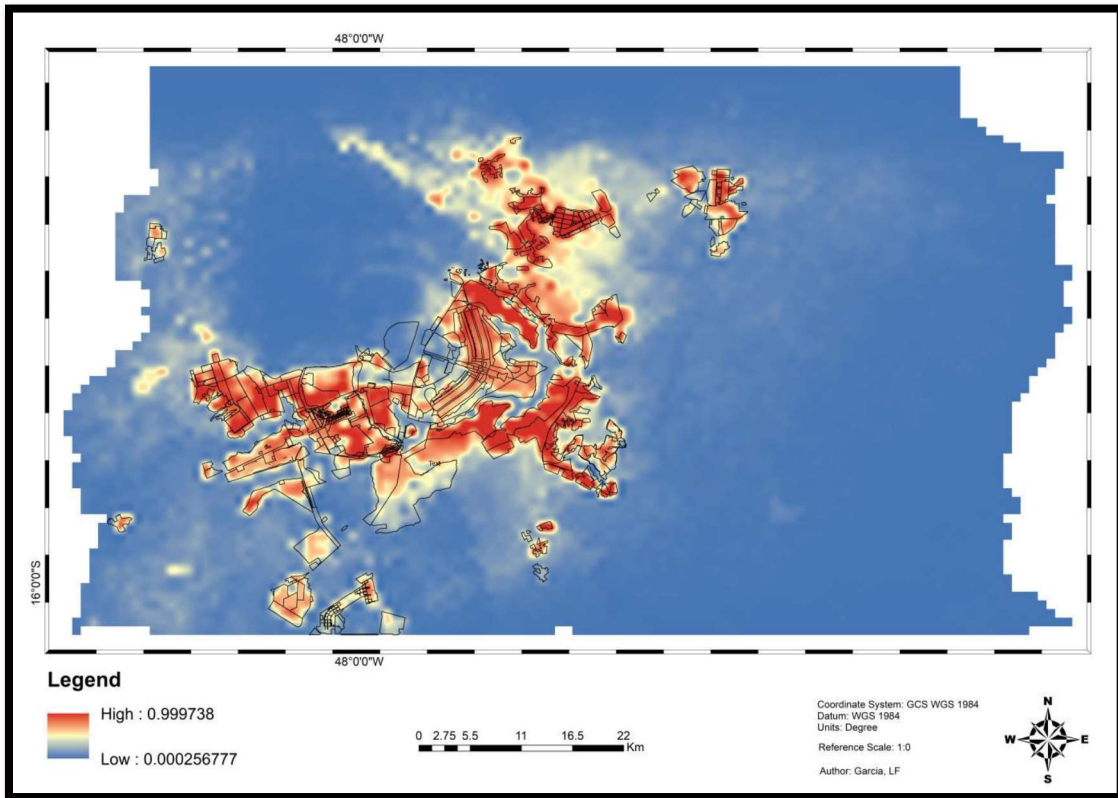 48°0'0"W
16°0'0"S
Text
48°0'0"W
Legend
High : 0.999738
Low : 0.000256777
0 2.75 5.5 11 16.5 22
Km
Coordinate System: GCS WGS 1984
Datum: WGS 1984
Units: Degree
Reference Scale: 1:0
Author: Garcia, LF
N
W E
S